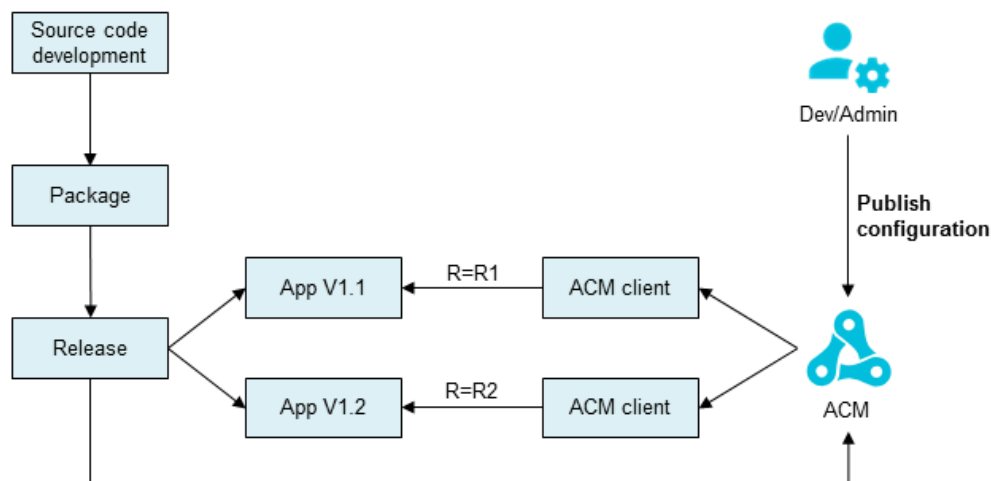 Source code
development
Dev/Admin
Package
Publish
configuration
App V1.1
R=R1
ACM client
Release
App V1.2
R=R2
ACM client
ACM